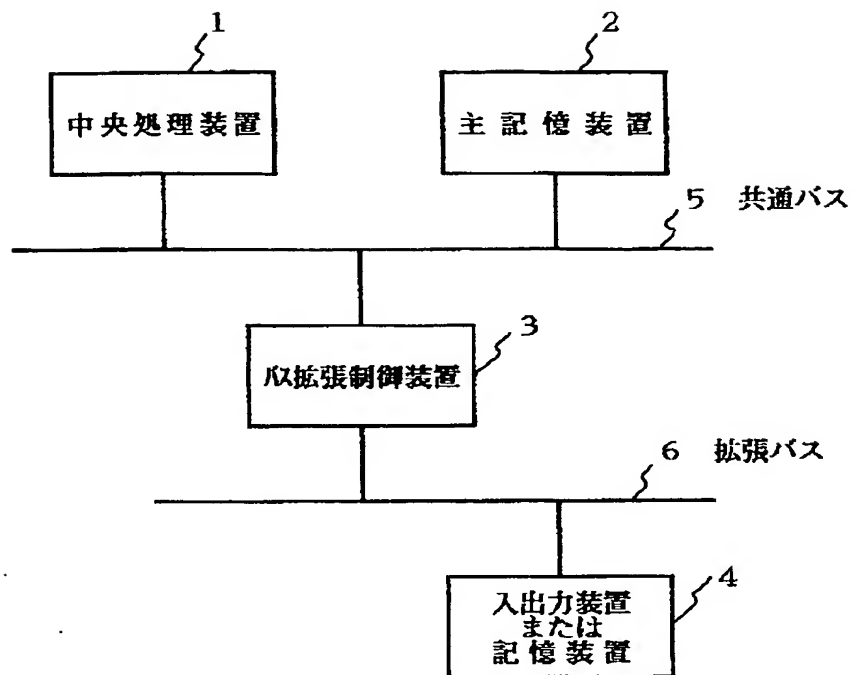 1
2
中央処理装置
主記憶装置
5 共通バス
3
バス拡張制御装置
6 拡張バス
4
入出力装置
または
記憶装置